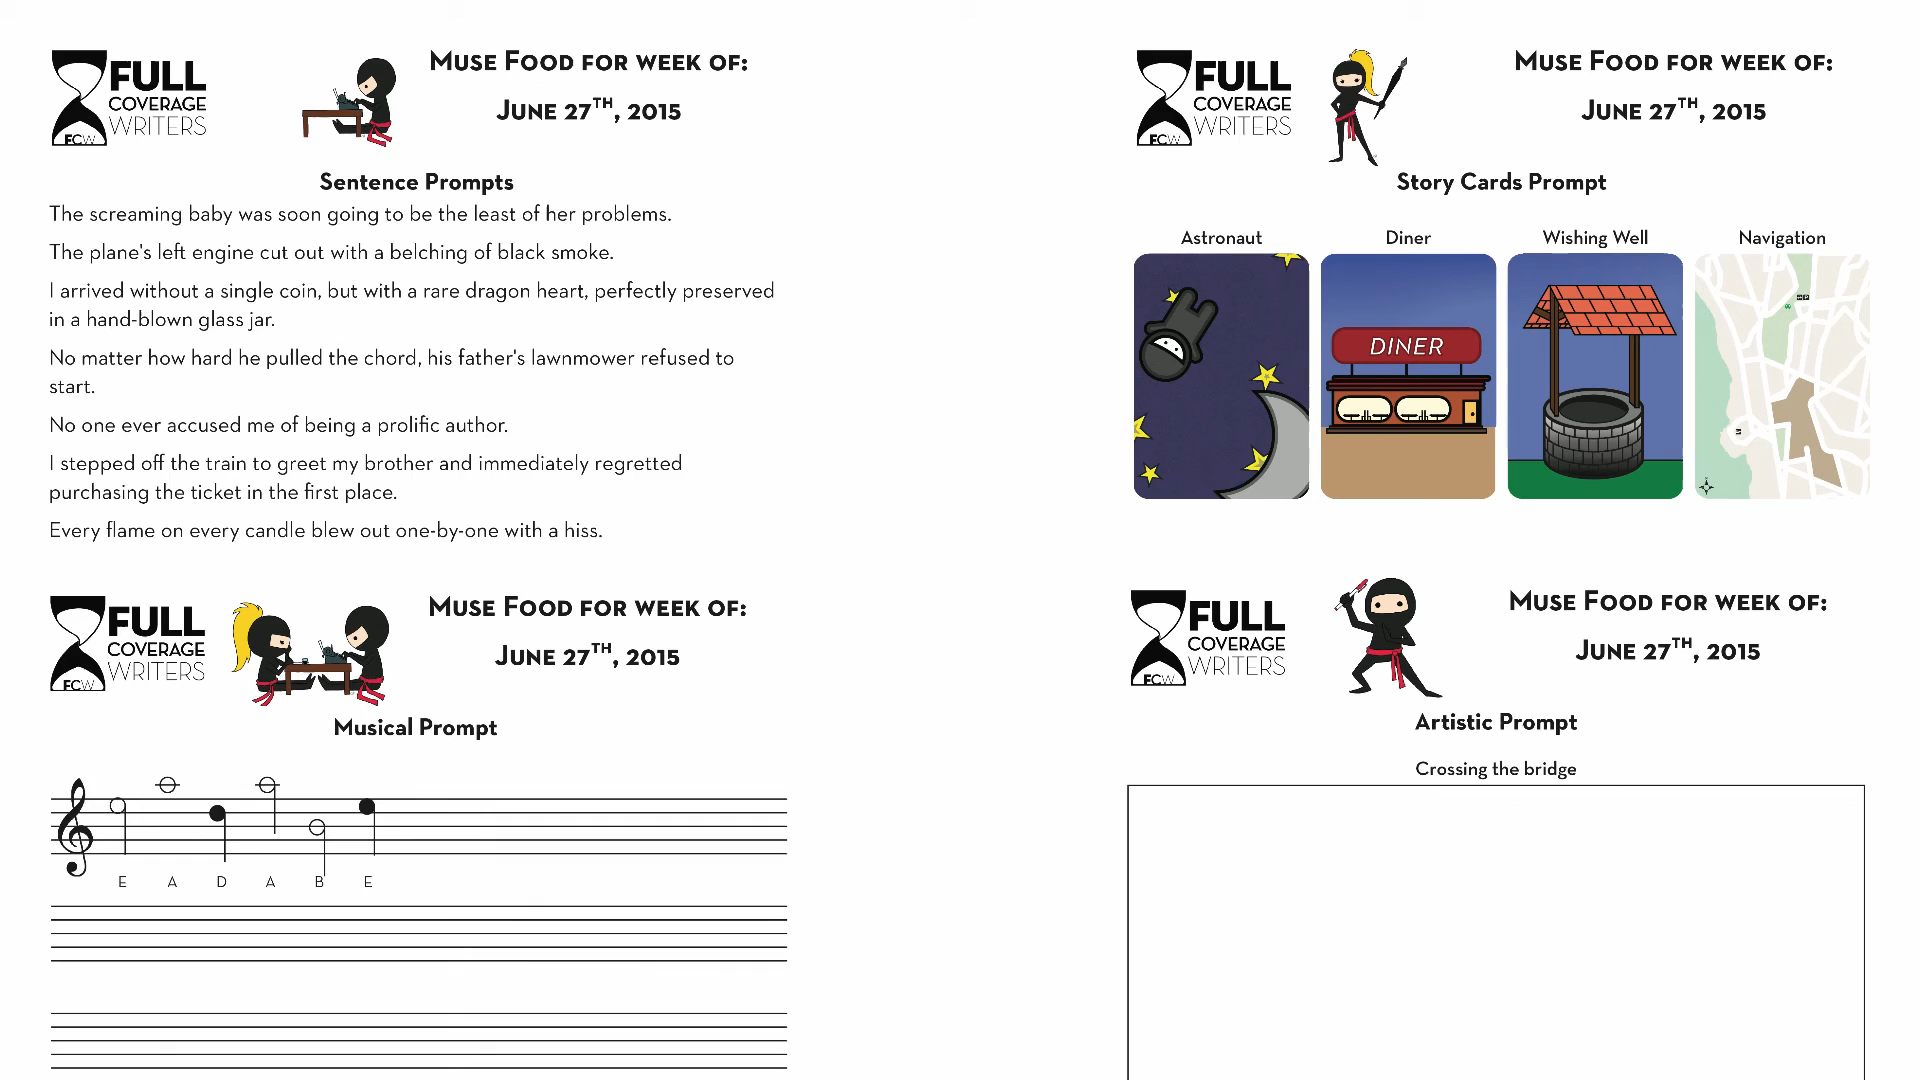 FULL
COVERAGE
WRITERS
FCW
MUSE FOOD FOR WEEK OF:
JUNE 27TH, 2015
Sentence Prompts
The screaming baby was soon going to be the least of her problems.
The plane's left engine cut out with a belching of black smoke.
I arrived without a single coin, but with a rare dragon heart, perfectly preserved
in a hand-blown glass jar.
No matter how hard he pulled the chord, his father's lawnmower refused to
start.
No one ever accused me of being a prolific author.
I stepped off the train to greet my brother and immediately regretted
purchasing the ticket in the first place.
Every flame on every candle blew out one-by-one with a hiss.
FULL
COVERAGE
WRITERS
FCW
MUSE FOOD FOR WEEK OF:
JUNE 27TH, 2015
Story Cards Prompt
Astronaut Diner Wishing Well Navigation
DINER
FULL
COVERAGE
WRITERS
FCW
MUSE FOOD FOR WEEK OF:
JUNE 27TH, 2015
Musical Prompt
E A D A B E
FULL
COVERAGE
WRITERS
FCW
MUSE FOOD FOR WEEK OF:
JUNE 27TH, 2015
Artistic Prompt
Crossing the bridge